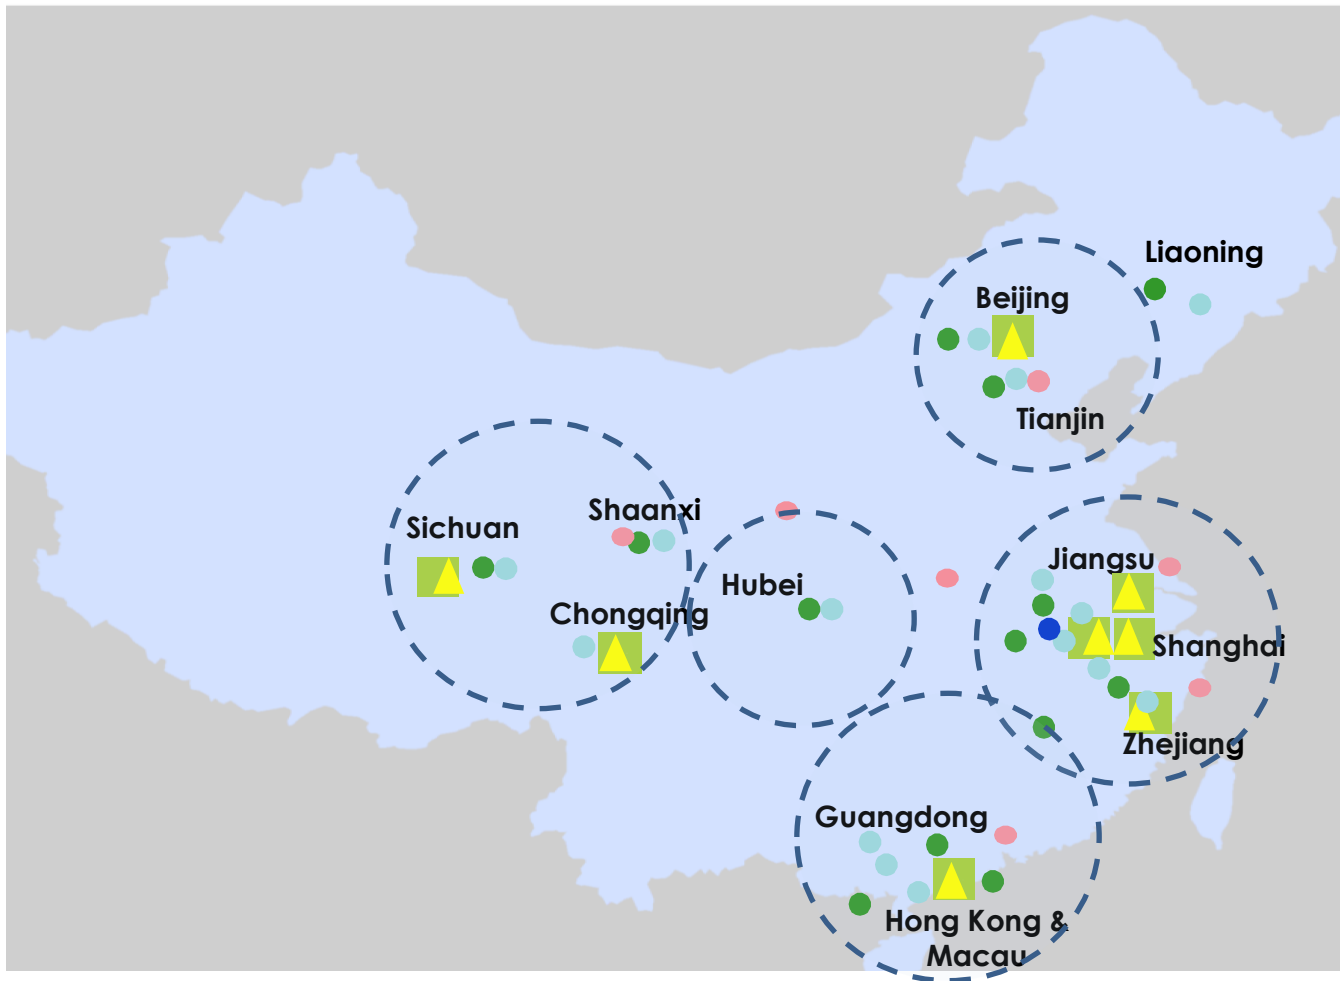 Liaoning
Beijing
Tianjin
Shaanxi
Sichuan
Jiangsu
Hubei
Chongqing
Shanghai
Zhejiang
Guangdong
Hong Kong &
Macau